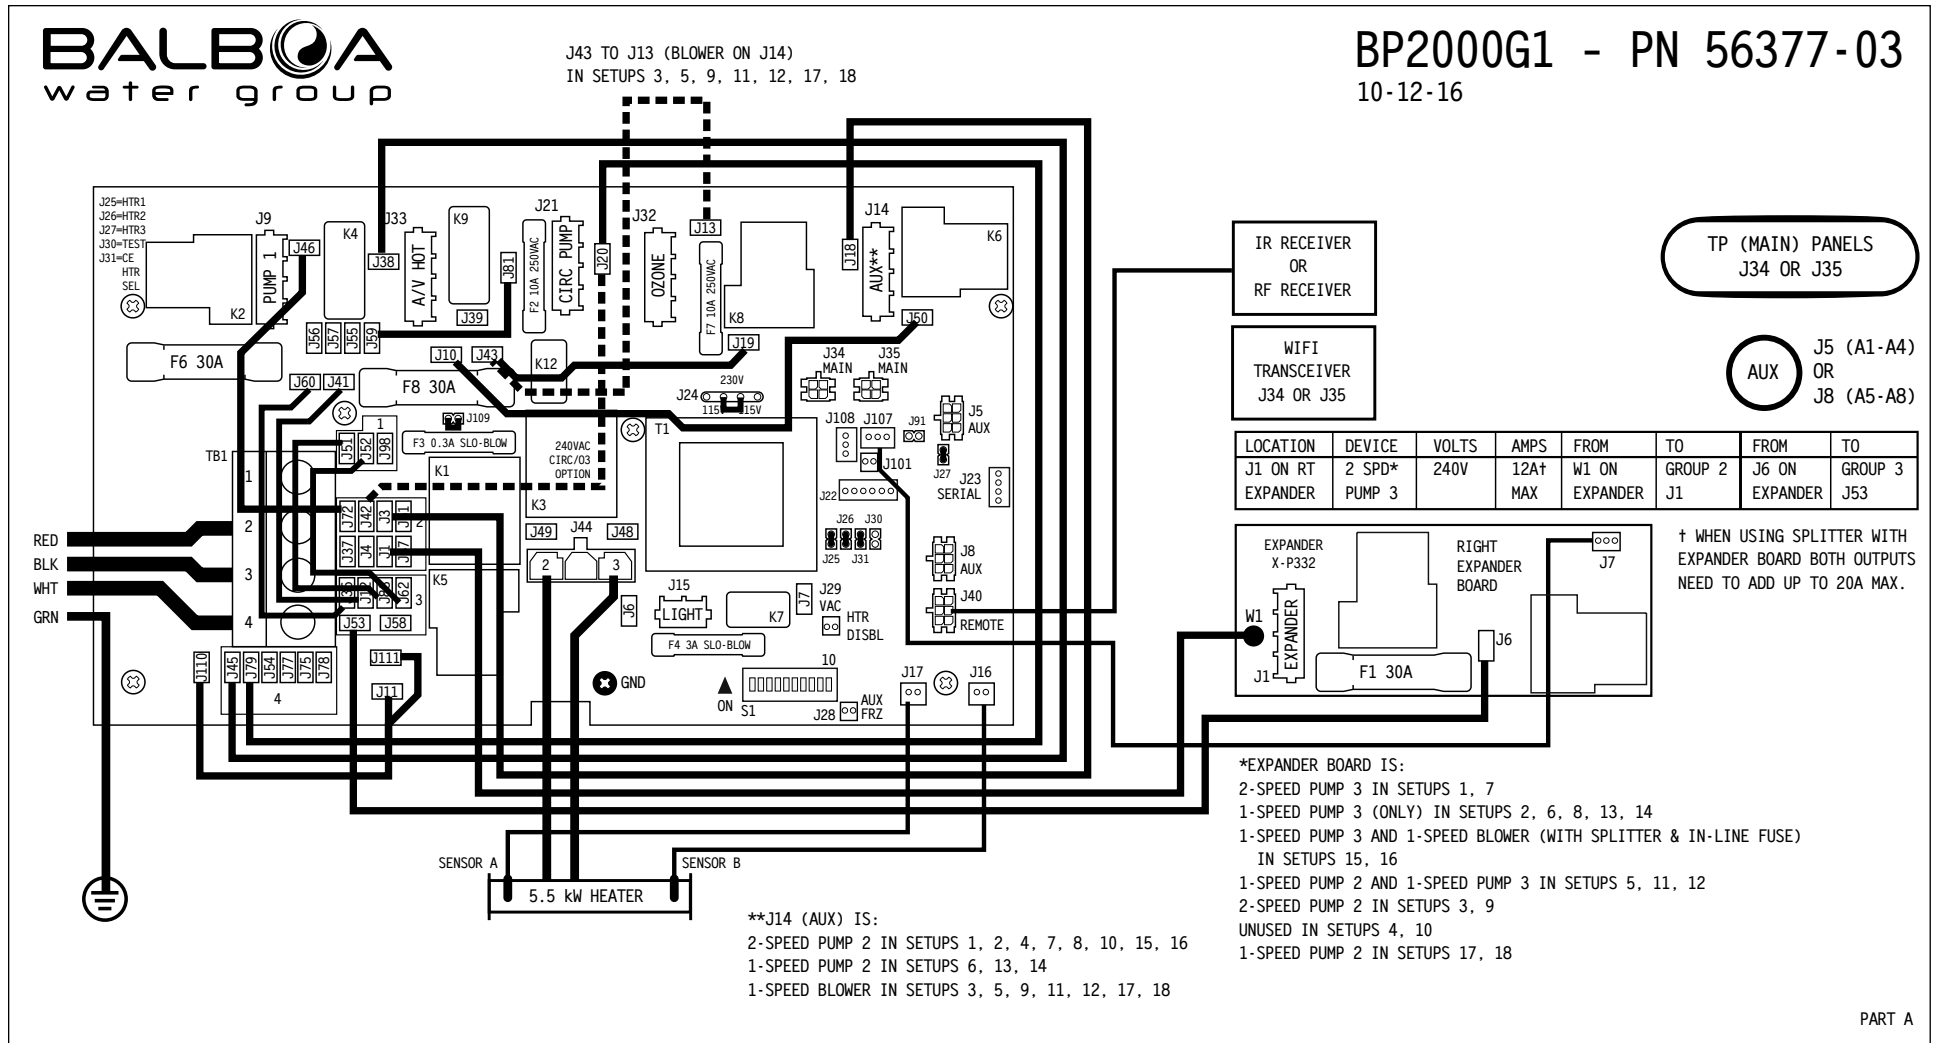 BALBOA
water group
J43 TO J13 (BLOWER ON J14)
IN SETUPS 3, 5, 9, 11, 12, 17, 18
BP2000G1 - PN 56377-03
10-12-16
J25=HTR1
J26=HTR2
J27=HTR3
J30=TEST
J31=CE
HTR
SEL
J9
PUMP 1
J46
K2
K4
J33
J38
A/V HOT
K9
J39
J81
J21
F2 10A 250VAC
CIRC PUMP
J20
J32
OZONE
J13
F7 10A 250VAC
K8
J18
J14
AUX**
K6
J50
J56
J57
J55
J59
F6 30A
J60
J41
J10
J43
F8 30A
K12
J19
J24
230V
115V
115V
J34
MAIN
J35
MAIN
J109
F3 0.3A SLO-BLOW
1
J51
J52
J98
TB1
1
2
3
4
K1
240VAC
CIRC/O3
OPTION
K3
T1
J108
J107
J91
J101
J5
AUX
J27
J23
SERIAL
J22
J72
J42
J3
2
J37
J4
J1
J26
J30
J25
J31
J49
J44
J48
2
3
J8
AUX
K5
J62
3
J53
J58
J6
J15
LIGHT
K7
J7
J29
VAC
HTR
DISBL
J40
REMOTE
F4 3A SLO-BLOW
J110
J45
J79
J54
J77
J75
J78
4
J111
J11
GND
ON
S1
10
J28
AUX
FRZ
J17
J16
RED
BLK
WHT
GRN
SENSOR A
SENSOR B
5.5 kW HEATER
IR RECEIVER
OR
RF RECEIVER
WIFI
TRANSCEIVER
J34 OR J35
TP (MAIN) PANELS
J34 OR J35
AUX
J5 (A1-A4)
OR
J8 (A5-A8)
LOCATION DEVICE VOLTS AMPS FROM TO FROM TO
J1 ON RT 2 SPD* 240V 12A† W1 ON GROUP 2 J6 ON GROUP 3
EXPANDER PUMP 3 MAX EXPANDER J1 EXPANDER J53
EXPANDER
X-P332
RIGHT
EXPANDER
BOARD
J7
W1
J1
EXPANDER
F1 30A
J6
† WHEN USING SPLITTER WITH
EXPANDER BOARD BOTH OUTPUTS
NEED TO ADD UP TO 20A MAX.
*EXPANDER BOARD IS:
2-SPEED PUMP 3 IN SETUPS 1, 7
1-SPEED PUMP 3 (ONLY) IN SETUPS 2, 6, 8, 13, 14
1-SPEED PUMP 3 AND 1-SPEED BLOWER (WITH SPLITTER & IN-LINE FUSE)
IN SETUPS 15, 16
1-SPEED PUMP 2 AND 1-SPEED PUMP 3 IN SETUPS 5, 11, 12
2-SPEED PUMP 2 IN SETUPS 3, 9
UNUSED IN SETUPS 4, 10
1-SPEED PUMP 2 IN SETUPS 17, 18
**J14 (AUX) IS:
2-SPEED PUMP 2 IN SETUPS 1, 2, 4, 7, 8, 10, 15, 16
1-SPEED PUMP 2 IN SETUPS 6, 13, 14
1-SPEED BLOWER IN SETUPS 3, 5, 9, 11, 12, 17, 18
PART A